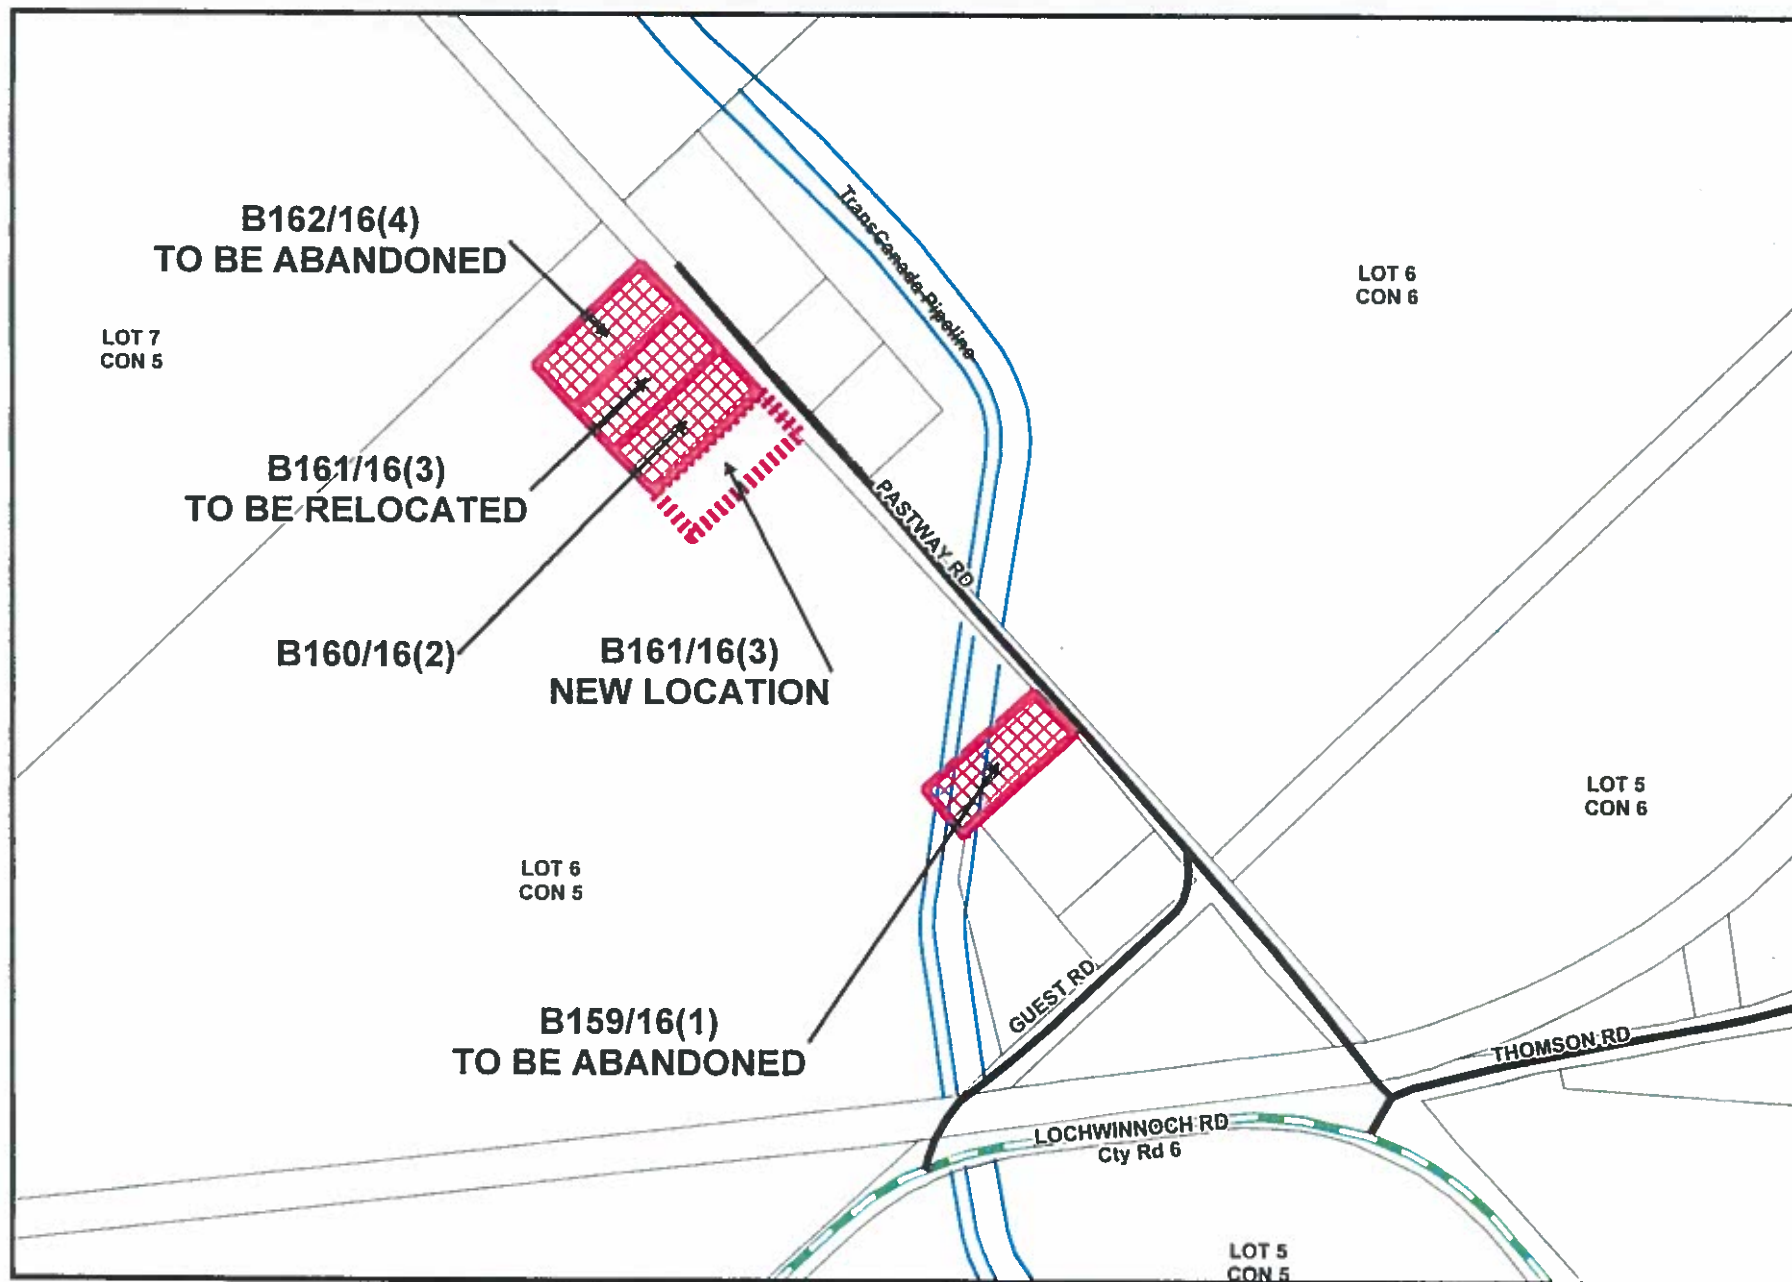 B162/16(4)
TO BE ABANDONED
TransCanada Pipeline
LOT 6
CON 6
LOT 7
CON 5
B161/16(3)
TO BE RELOCATED
PASTWAY RD
B160/16(2)
B161/16(3)
NEW LOCATION
LOT 5
CON 6
LOT 6
CON 5
B159/16(1)
TO BE ABANDONED
GUEST RD
THOMSON RD
LOCHWINNOCH RD
Cty Rd 6
LOT 5
CON 5